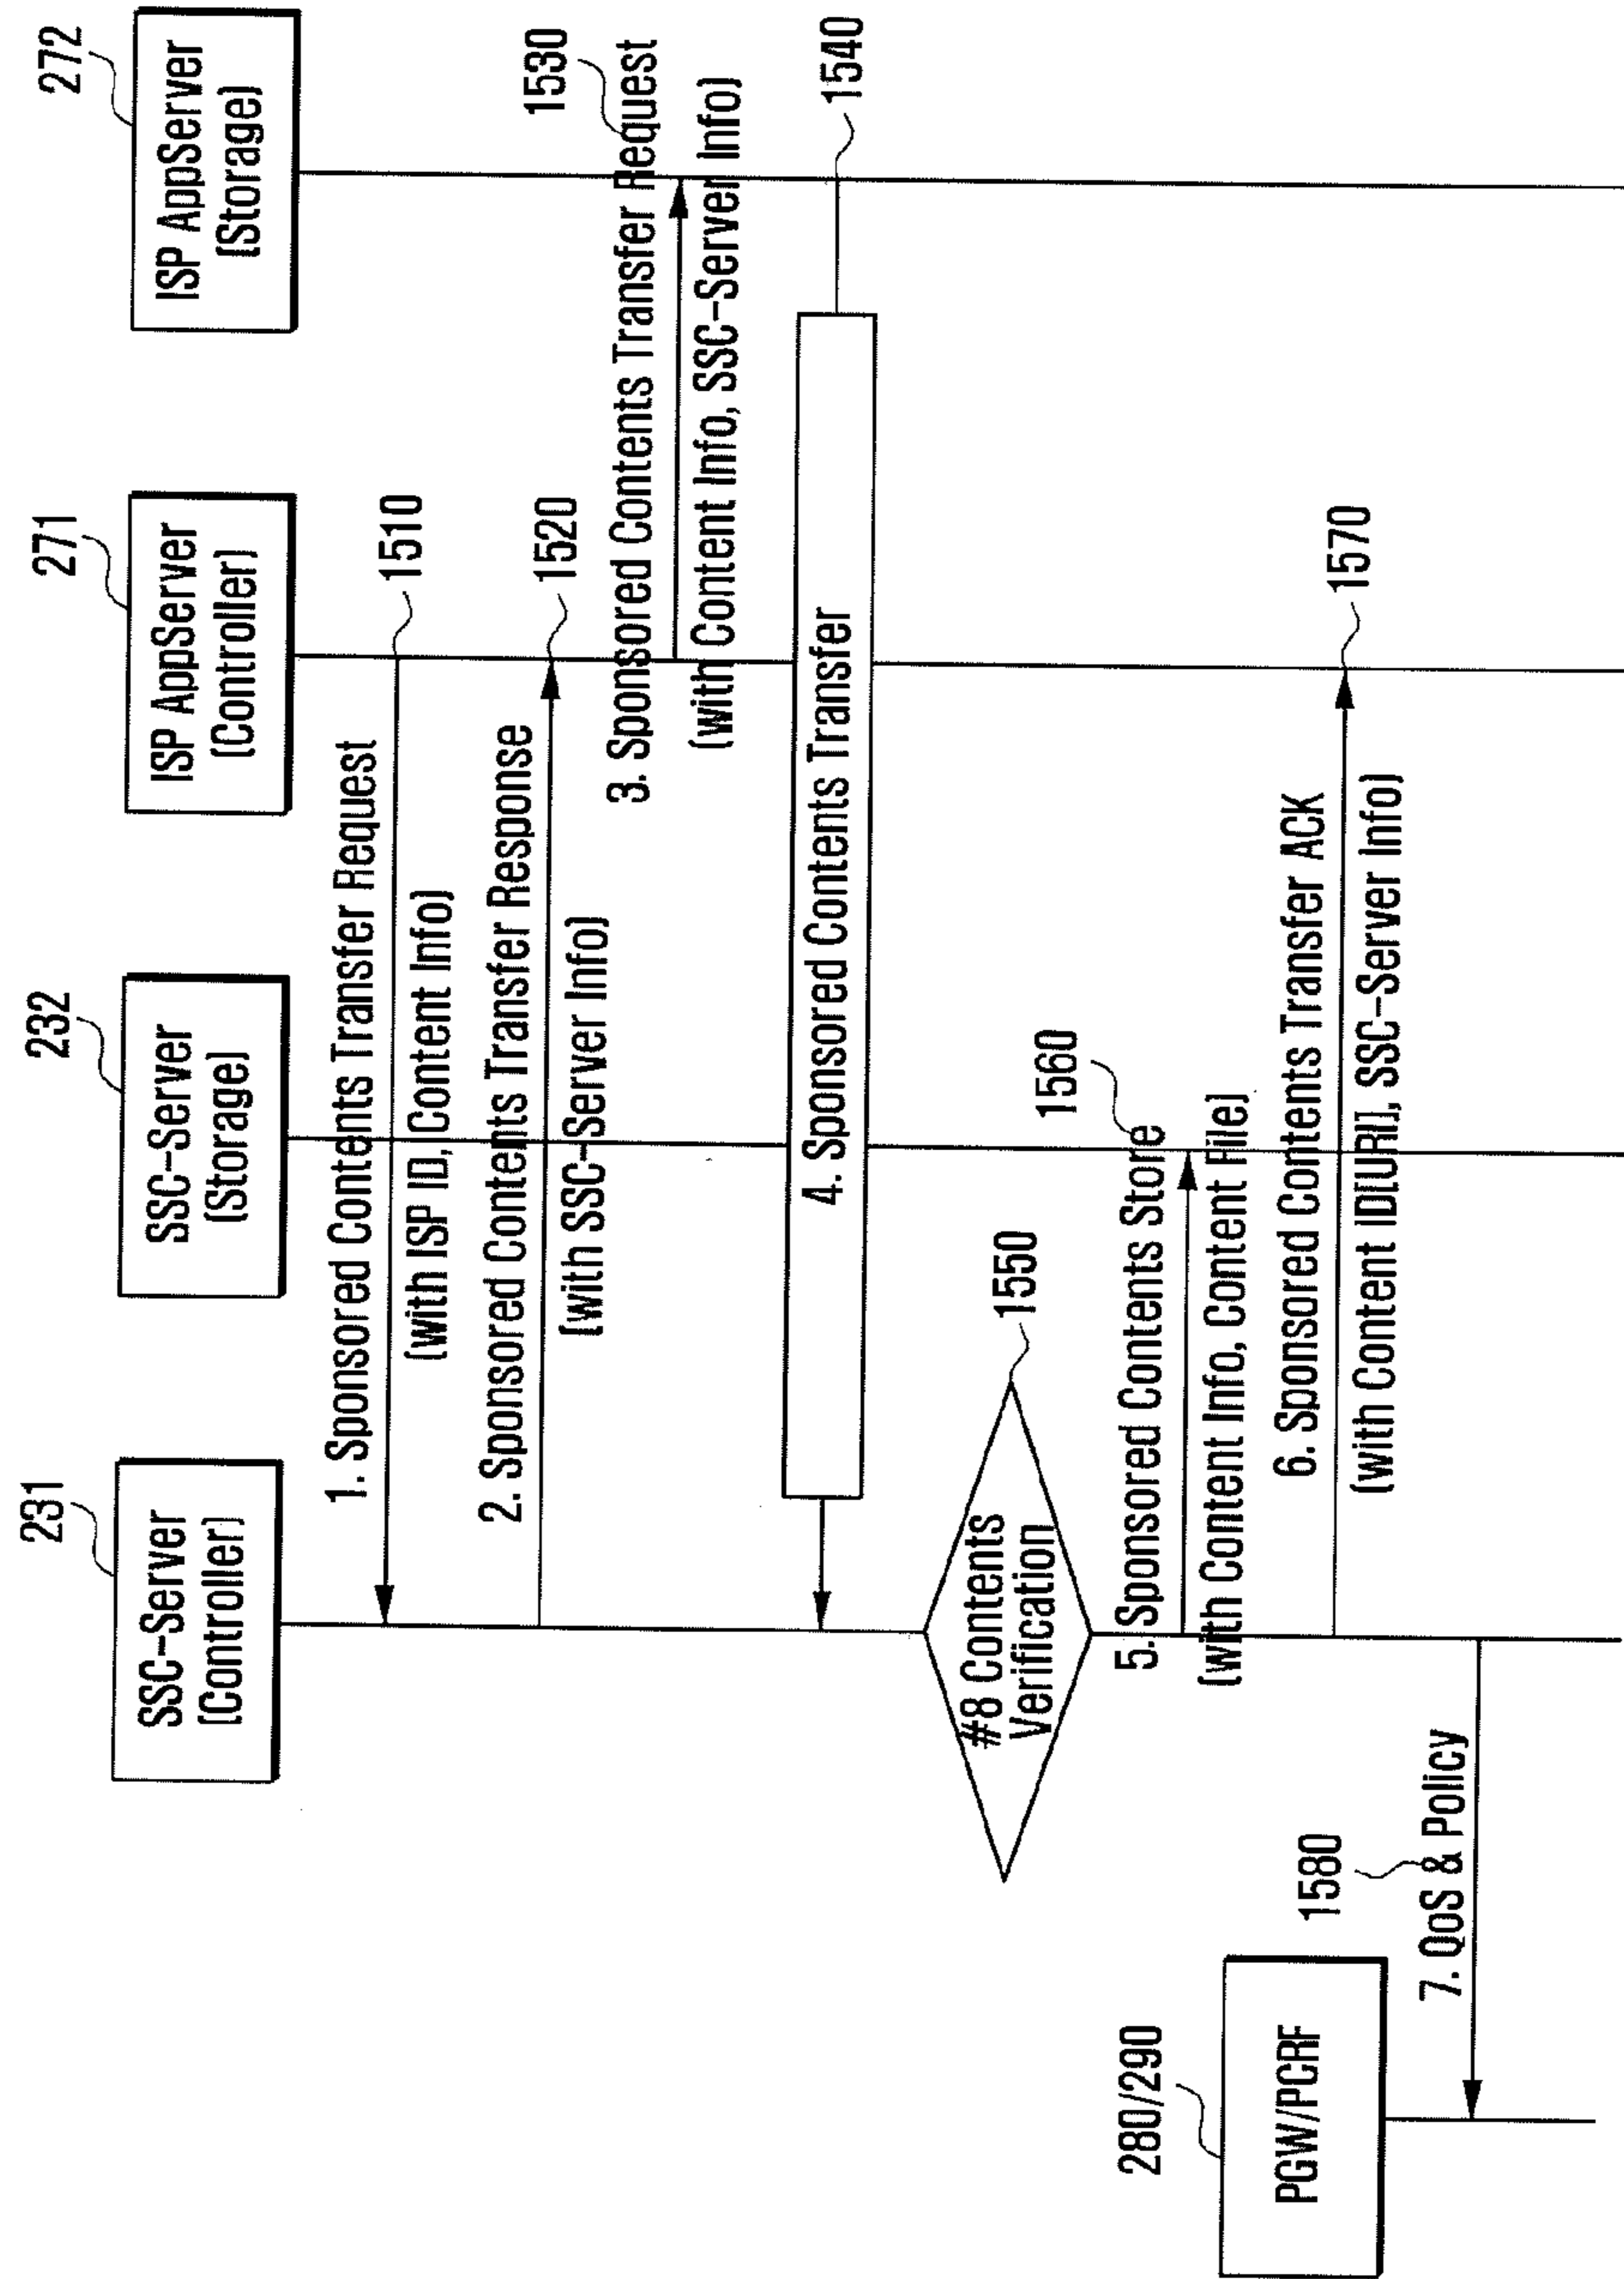 231
SSC-Server
(Controller)
232
SSC-Server
(Storage)
271
ISP AppServer
(Controller)
272
ISP AppServer
(Storage)
1. Sponsored Contents Transfer Request
(with ISP ID, Content Info)
1510
2. Sponsored Contents Transfer Response
(with SSC-Server Info)
1520
1530
3. Sponsored Contents Transfer Request
(with Content Info, SSC-Server Info)
4. Sponsored Contents Transfer
1540
#8 Contents
Verification
1550
5. Sponsored Contents Store
1560
(with Content Info, Content File)
6. Sponsored Contents Transfer ACK
(with Content ID[URI], SSC-Server Info)
1570
280/290
PGW/PCRF
1580
7. QoS & Policy